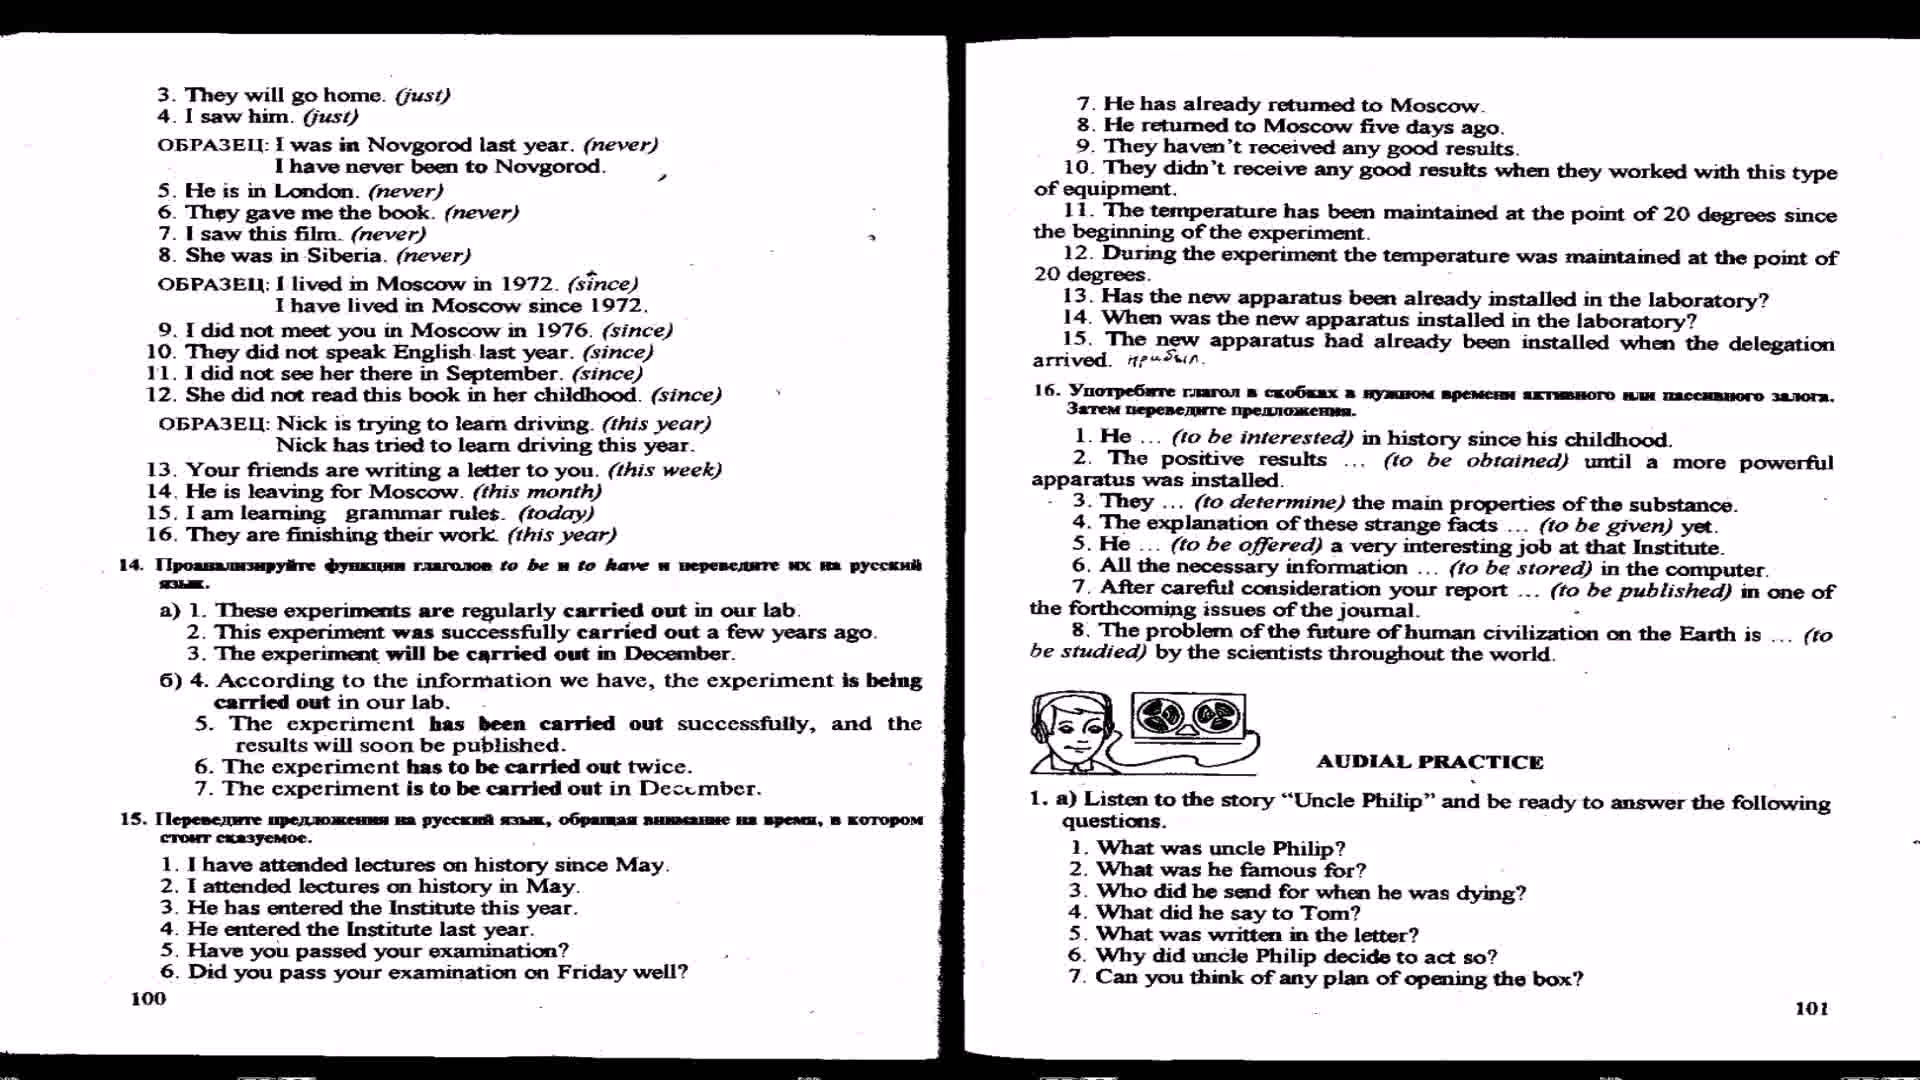 3. They will go home. (just)
4. I saw him. (just)
ОБРАЗЕЦ: I was in Novgorod last year. (never)
I have never been to Novgorod.
5. He is in London. (never)
6. They gave me the book. (never)
7. I saw this film. (never)
8. She was in Siberia. (never)
ОБРАЗЕЦ: I lived in Moscow in 1972. (since)
I have lived in Moscow since 1972.
9. I did not meet you in Moscow in 1976. (since)
10. They did not speak English last year. (since)
11. I did not see her there in September. (since)
12. She did not read this book in her childhood. (since)
ОБРАЗЕЦ: Nick is trying to learn driving. (this year)
Nick has tried to learn driving this year.
13. Your friends are writing a letter to you. (this week)
14. He is leaving for Moscow. (this month)
15. I am learning grammar rules. (today)
16. They are finishing their work. (this year)
14. Проанализируйте функции глаголов to be и to have и переведите их на русский
язык.
а) 1. These experiments are regularly carried out in our lab.
2. This experiment was successfully carried out a few years ago.
3. The experiment will be carried out in December.
б) 4. According to the information we have, the experiment is being
carried out in our lab.
5. The experiment has been carried out successfully, and the
results will soon be published.
6. The experiment has to be carried out twice.
7. The experiment is to be carried out in December.
15. Переведите предложения на русский язык, обращая внимание на время, в котором
стоит сказуемое.
1. I have attended lectures on history since May.
2. I attended lectures on history in May.
3. He has entered the Institute this year.
4. He entered the Institute last year.
5. Have you passed your examination?
6. Did you pass your examination on Friday well?
100
7. He has already returned to Moscow.
8. He returned to Moscow five days ago.
9. They haven't received any good results.
10. They didn't receive any good results when they worked with this type
of equipment.
11. The temperature has been maintained at the point of 20 degrees since
the beginning of the experiment.
12. During the experiment the temperature was maintained at the point of
20 degrees.
13. Has the new apparatus been already installed in the laboratory?
14. When was the new apparatus installed in the laboratory?
15. The new apparatus had already been installed when the delegation
arrived. прибыл.
16. Употребите глагол в скобках в нужном времени активного или пассивного залога.
Затем переведите предложения.
1. He ... (to be interested) in history since his childhood.
2. The positive results ... (to be obtained) until a more powerful
apparatus was installed.
3. They ... (to determine) the main properties of the substance.
4. The explanation of these strange facts ... (to be given) yet.
5. He ... (to be offered) a very interesting job at that Institute.
6. All the necessary information ... (to be stored) in the computer.
7. After careful consideration your report ... (to be published) in one of
the forthcoming issues of the journal.
8. The problem of the future of human civilization on the Earth is ... (to
be studied) by the scientists throughout the world.
AUDIAL PRACTICE
1. a) Listen to the story “Uncle Philip” and be ready to answer the following
questions.
1. What was uncle Philip?
2. What was he famous for?
3. Who did he send for when he was dying?
4. What did he say to Tom?
5. What was written in the letter?
6. Why did uncle Philip decide to act so?
7. Can you think of any plan of opening the box?
101